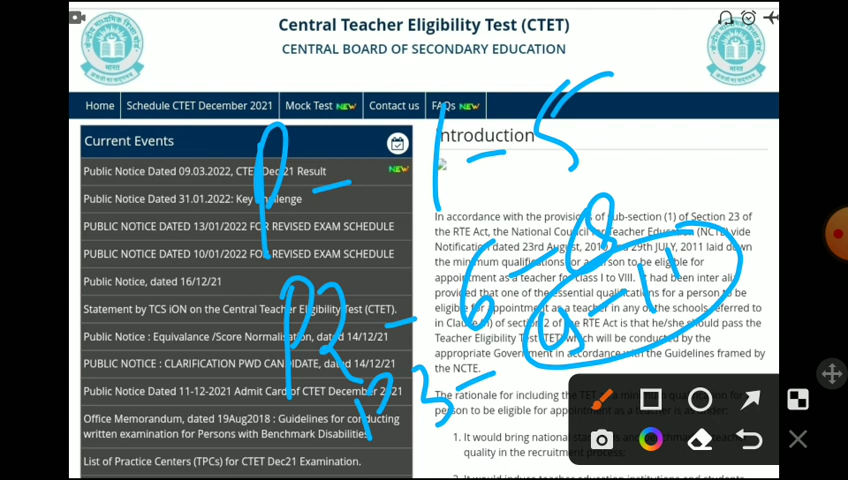 Central Teacher Eligibility Test (CTET)
CENTRAL BOARD OF SECONDARY EDUCATION
Home
Schedule CTET December 2021
Mock Test NEW
Contact us
FAQs NEW
Current Events
Public Notice Dated 09.03.2022, CTET Dec21 Result NEW
Public Notice Dated 31.01.2022: Key Challenge
PUBLIC NOTICE DATED 13/01/2022 FOR REVISED EXAM SCHEDULE
PUBLIC NOTICE DATED 10/01/2022 FOR REVISED EXAM SCHEDULE
Public Notice, dated 16/12/21
Statement by TCS iON on the Central Teacher Eligibility Test (CTET).
Public Notice : Equivalance /Score Normalisation, dated 14/12/21
PUBLIC NOTICE : CLARIFICATION PWD CANDIDATE, dated 14/12/21
Public Notice Dated 11-12-2021 Admit Card of CTET December 2021
Office Memorandum, dated 19Aug2018 : Guidelines for conducting
written examination for Persons with Benchmark Disabilities.
List of Practice Centers (TPCs) for CTET Dec21 Examination.
Introduction
In accordance with the provisions of sub-section (1) of Section 23 of
the RTE Act, the National Council for Teacher Education (NCTE) vide
Notification dated 23rd August, 2010 and 29th JULY, 2011 laid down
the minimum qualifications for a person to be eligible for
appointment as a teacher for class I to VIII. It had been inter alia
provided that one of the essential qualifications for a person to be
eligible for appointment as a teacher in any of the schools referred to
in Clause (n) of section 2 of the RTE Act is that he/she should pass the
Teacher Eligibility Test (TET) which will be conducted by the
appropriate Government in accordance with the Guidelines framed by
the NCTE.
The rationale for including the TET as a minimum qualification for a
person to be eligible for appointment as a teacher is as under:
1. It would bring national standards and benchmark of teacher
quality in the recruitment process;
P - 1-5
P2 - 6-8
P3 - 9-11